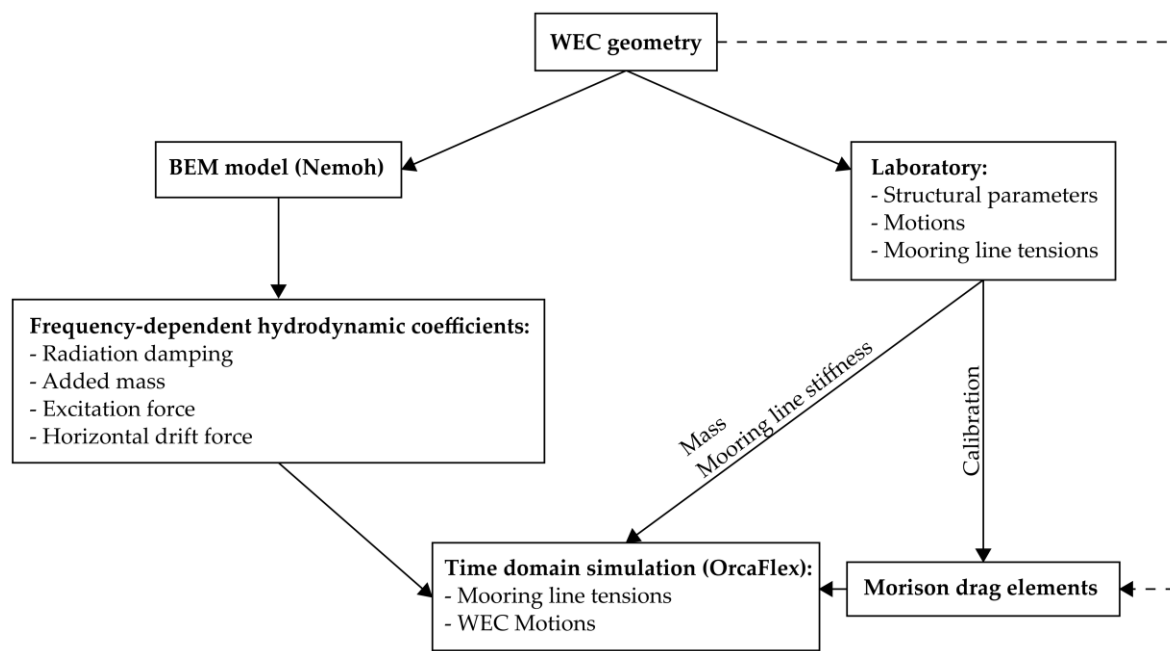 WEC geometry
BEM model (Nemoh)
Laboratory:
- Structural parameters
- Motions
- Mooring line tensions
Frequency-dependent hydrodynamic coefficients:
- Radiation damping
- Added mass
- Excitation force
- Horizontal drift force
Mass
Mooring line stiffness
Calibration
Time domain simulation (OrcaFlex):
- Mooring line tensions
- WEC Motions
Morison drag elements